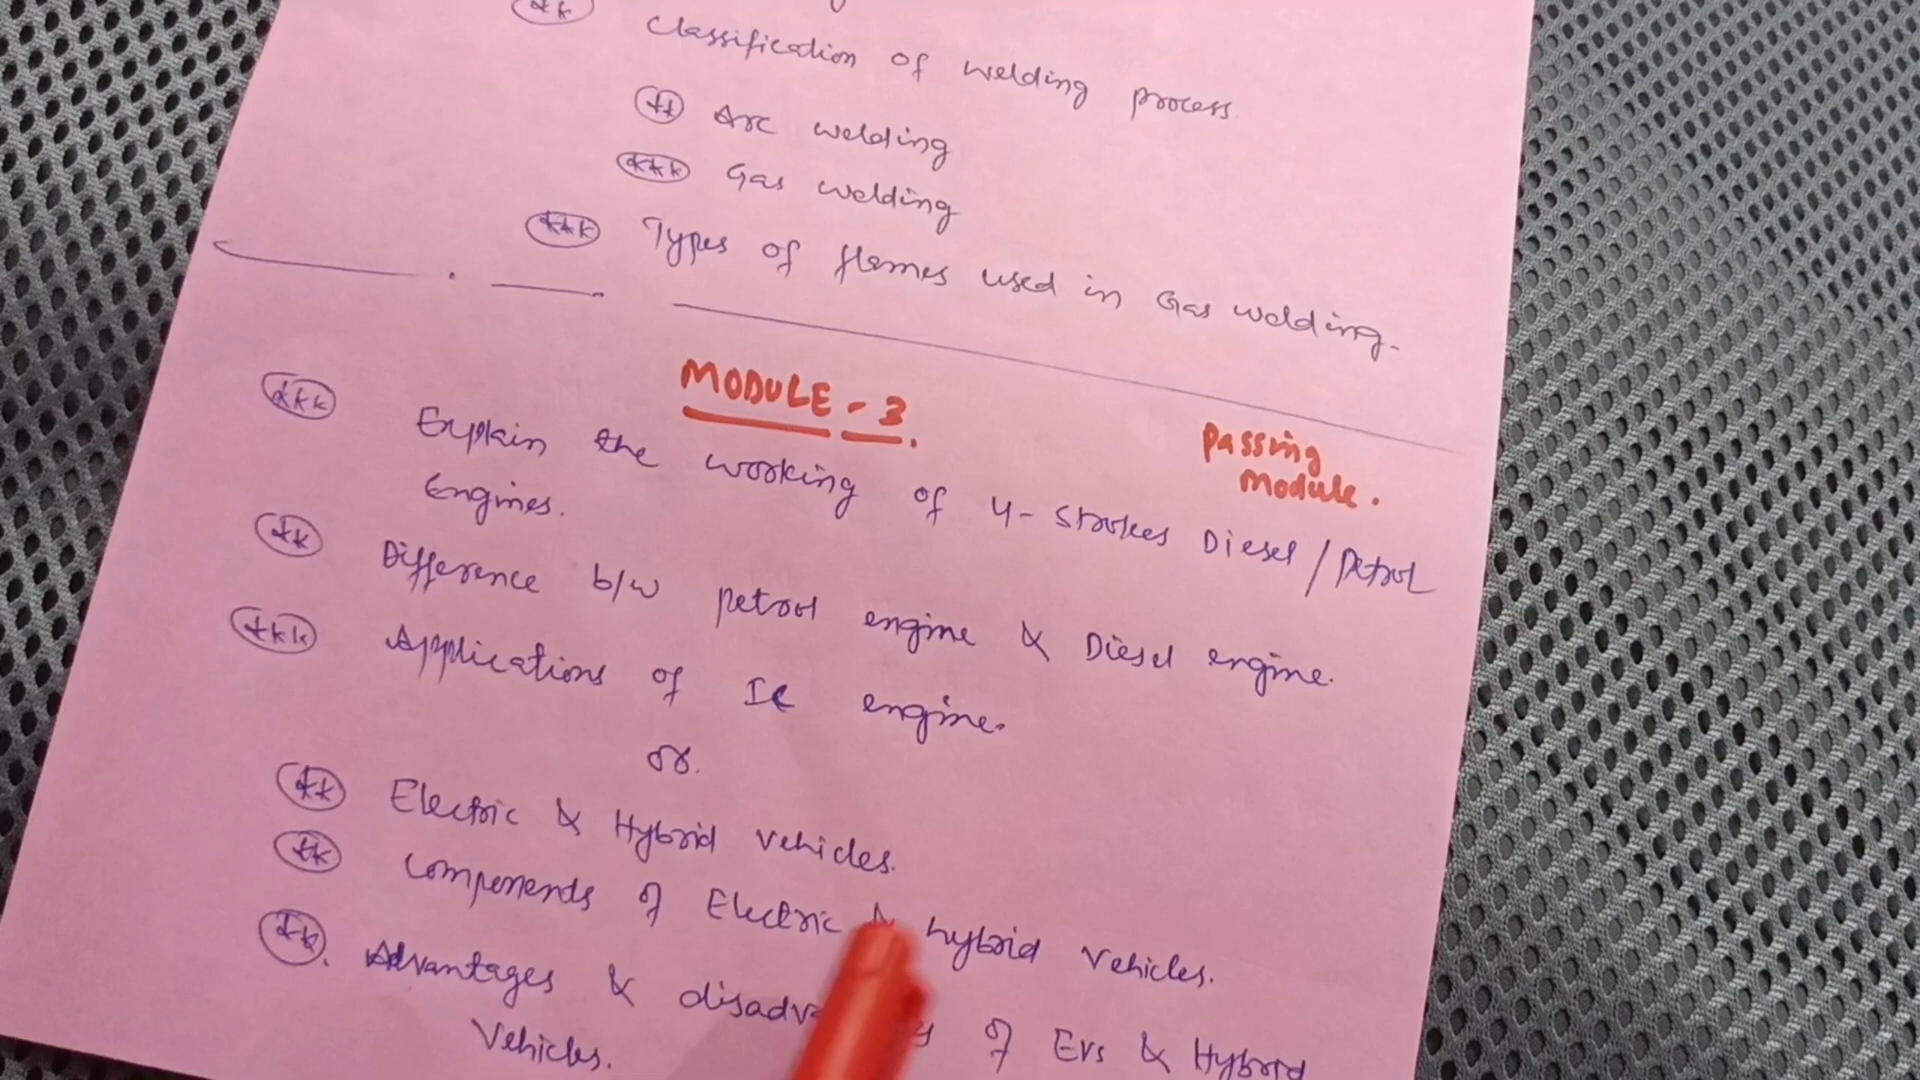 ** Classification of welding process.
** Arc welding
*** Gas welding
*** Types of flames used in Gas welding.
MODULE - 3.
Passing
Module.
*** Explain the working of 4- Strokes Diesel / Petrol
Engines.
** Difference b/w petrol engine & Diesel engine.
*** Applications of IC engine.
or.
** Electric & Hybrid vehicles.
** Components of Electric & hybrid vehicles.
**. Advantages & of EVs & Hybrid
Vehicles.